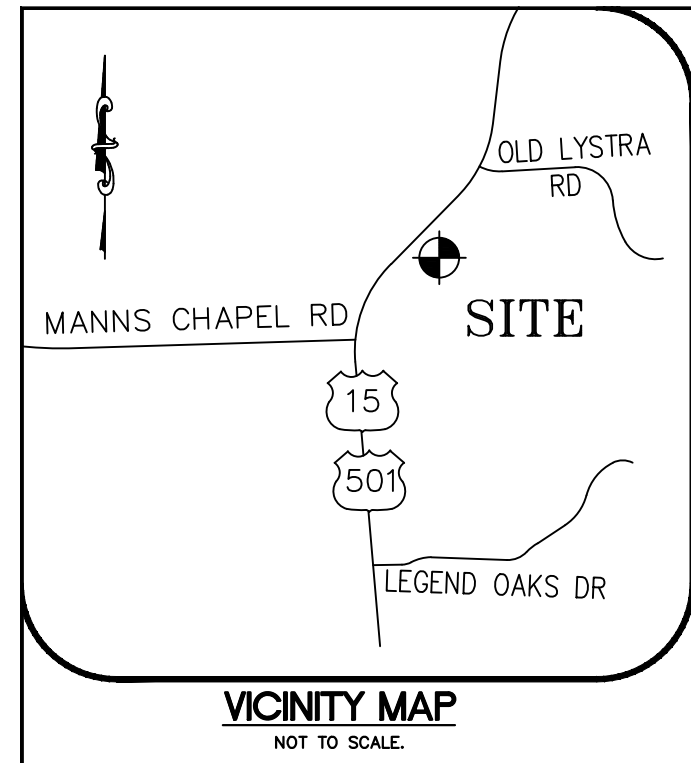 OLD LYSTRA
RD
MANNS CHAPEL RD
SITE
15
501
LEGEND OAKS DR
VICINITY MAP
NOT TO SCALE.